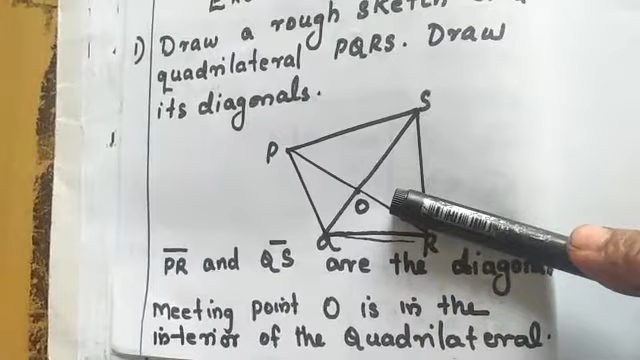 1) Draw a rough sketch of a
quadrilateral PQRS. Draw
its diagonals.
S
P
O
Q R
PR and QS are the
Meeting point O is in the
interior of the Quadrilateral.